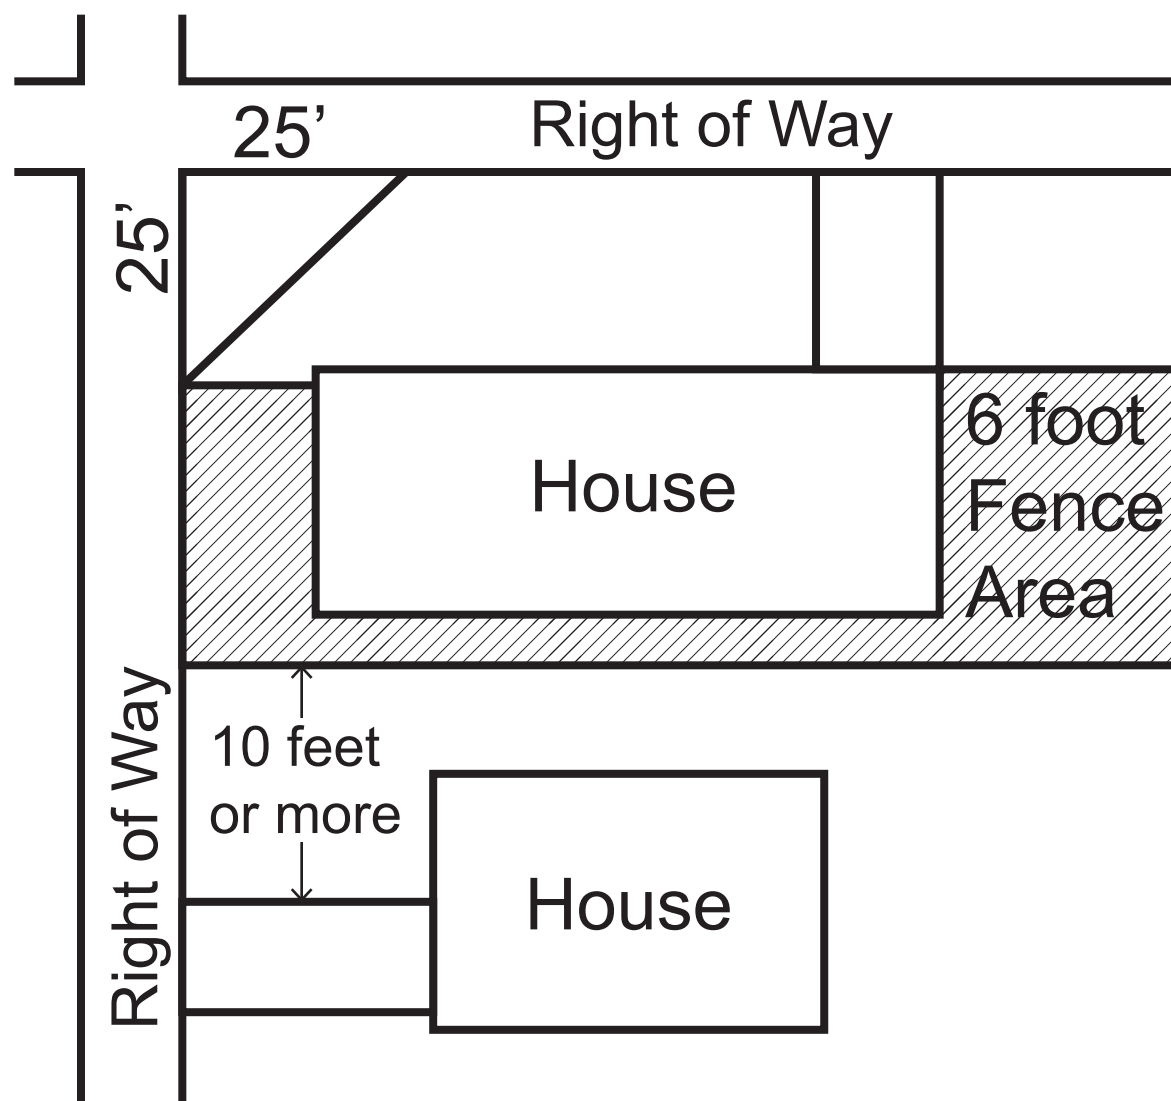 25’
Right of Way
25’
6 foot
Fence
Area
House
Right of Way
10 feet
or more
House